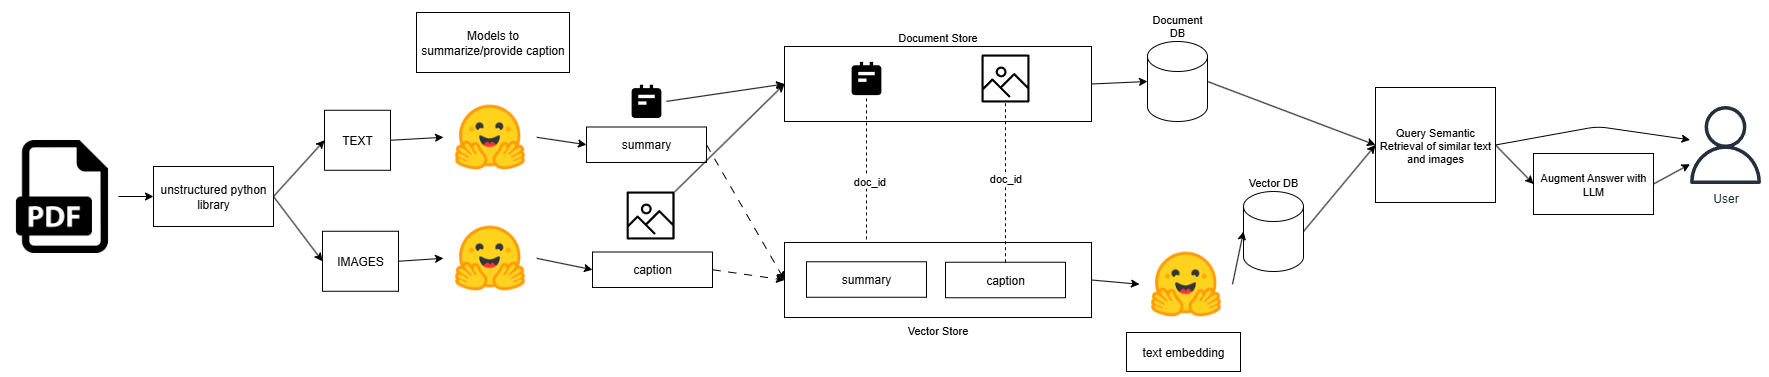 Models to
summarize/provide caption
Document Store
Document
DB
PDF
unstructured python
library
TEXT
IMAGES
summary
caption
doc_id
doc_id
summary
caption
Vector Store
text embedding
Vector DB
Query Semantic
Retrieval of similar text
and images
Augment Answer with
LLM
User